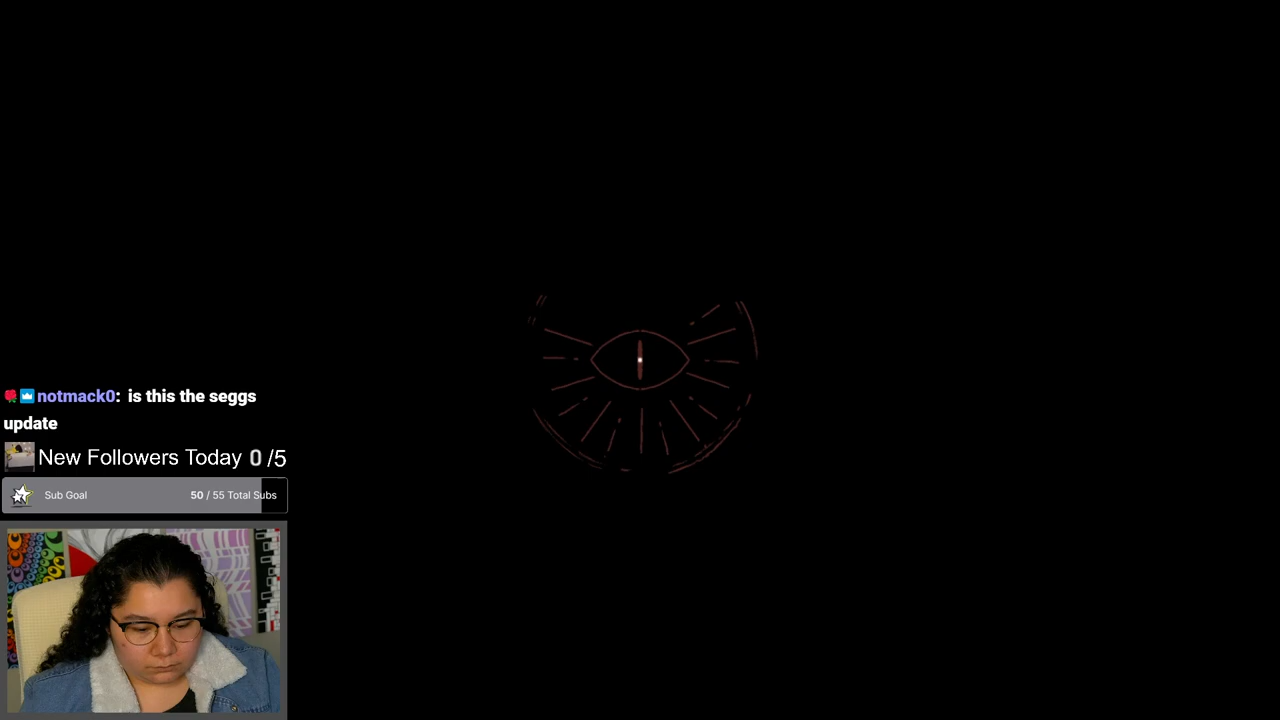 notmack0: is this the seggs
update
New Followers Today 0 /5
Sub Goal 50 / 55 Total Subs